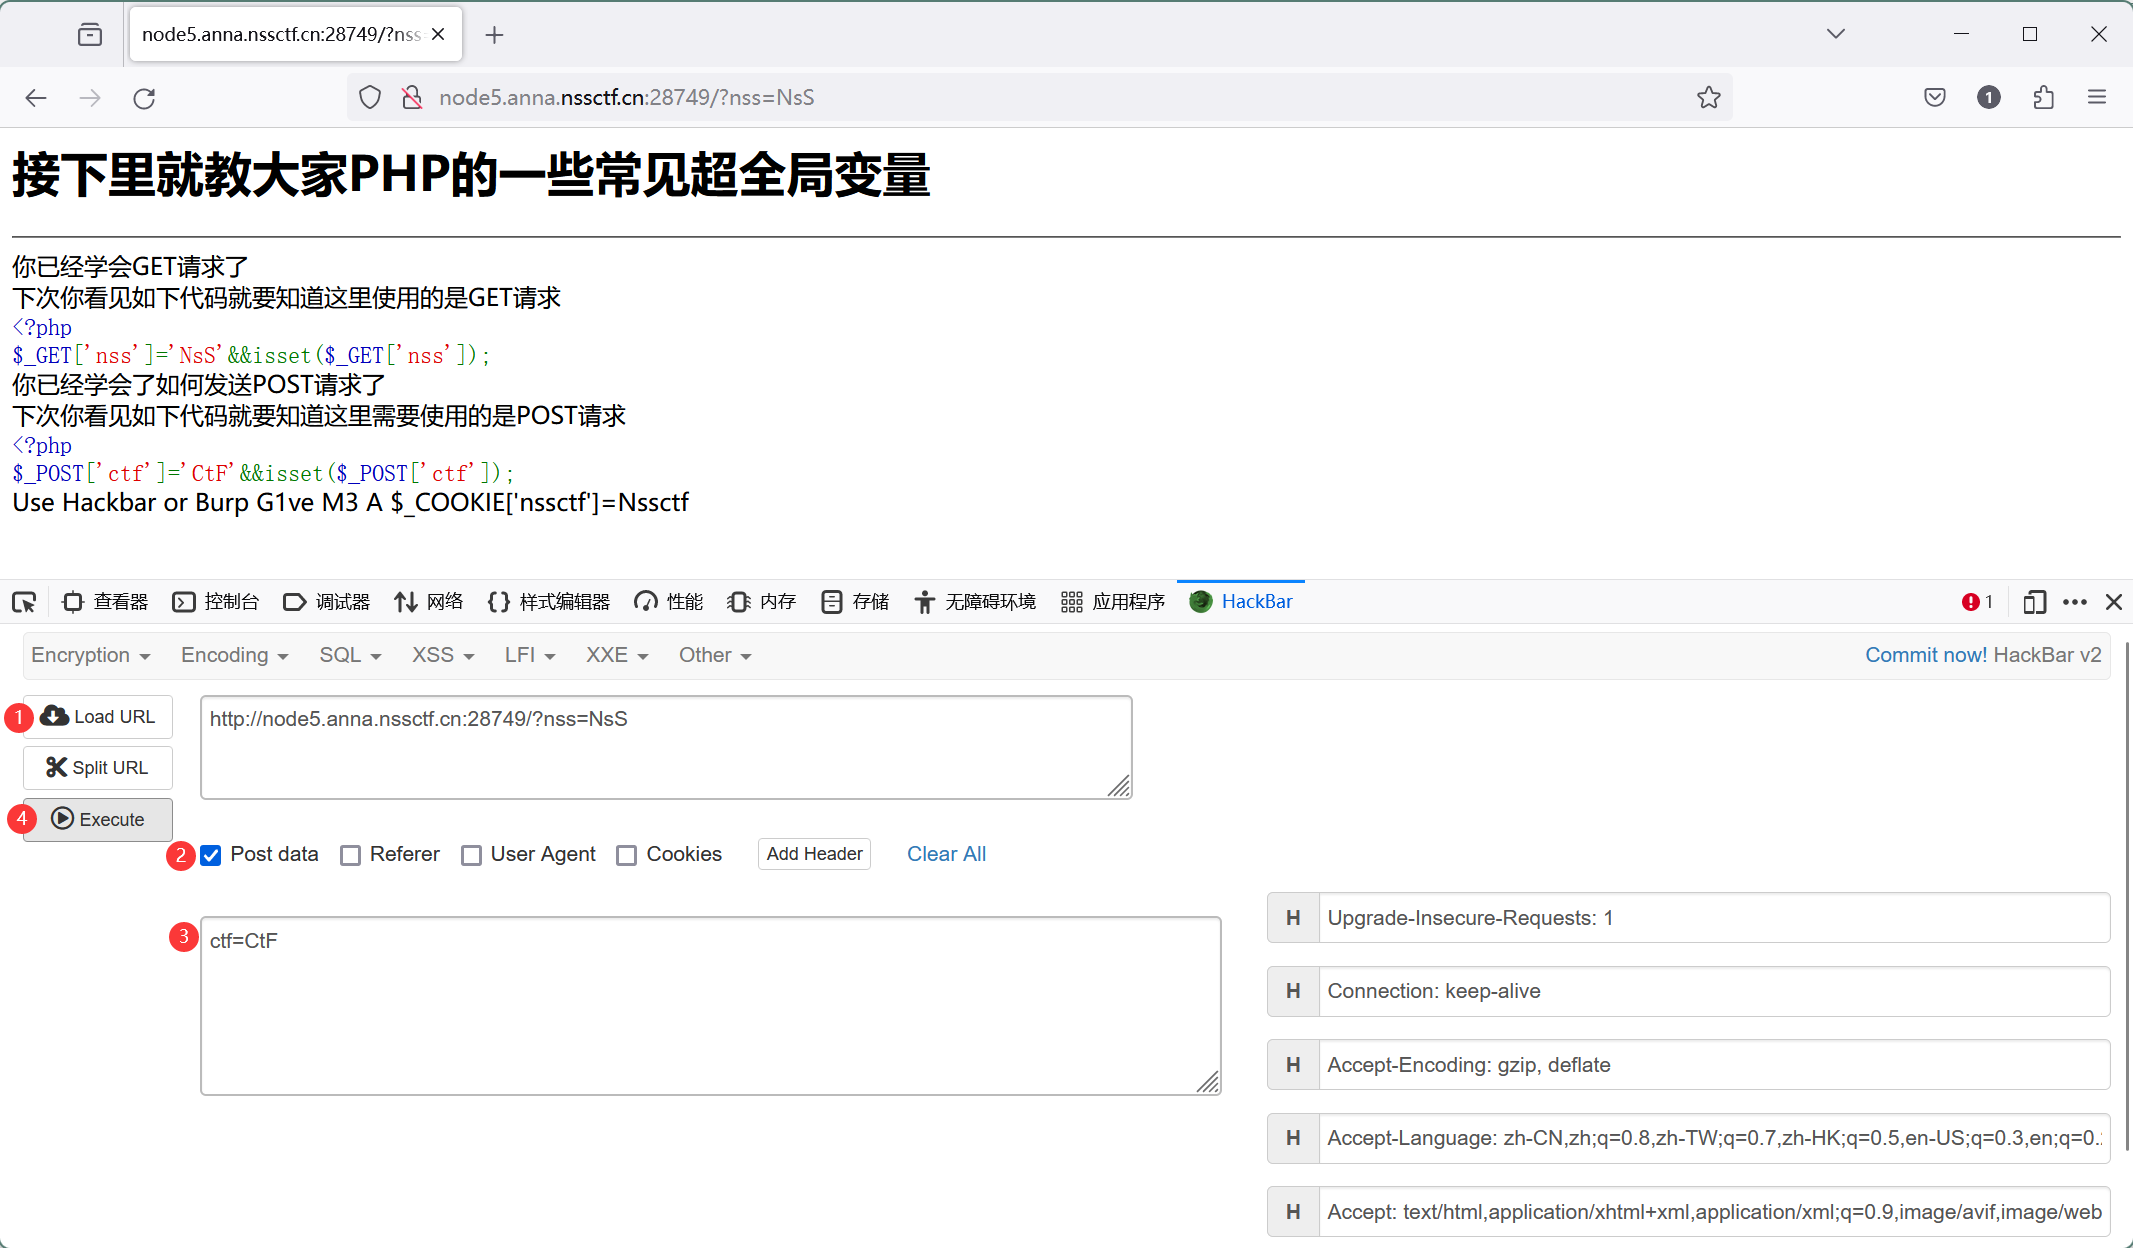 node5.anna.nssctf.cn:28749/?nss
node5.anna.nssctf.cn:28749/?nss=NsS
1
接下里就教大家PHP的一些常见超全局变量
你已经学会GET请求了
下次你看见如下代码就要知道这里使用的是GET请求
<?php
$_GET['nss']='NsS'&&isset($_GET['nss']);
你已经学会了如何发送POST请求了
下次你看见如下代码就要知道这里需要使用的是POST请求
<?php
$_POST['ctf']='CtF'&&isset($_POST['ctf']);
Use Hackbar or Burp G1ve M3 A $_COOKIE['nssctf']=Nssctf
查看器 控制台 调试器 网络 {} 样式编辑器 性能 内存 存储 无障碍环境 应用程序 HackBar 1
Encryption Encoding SQL XSS LFI XXE Other Commit now! HackBar v2
1 Load URL
http://node5.anna.nssctf.cn:28749/?nss=NsS
Split URL
4 Execute
2 Post data Referer User Agent Cookies Add Header Clear All
3 ctf=CtF
H Upgrade-Insecure-Requests: 1
H Connection: keep-alive
H Accept-Encoding: gzip, deflate
H Accept-Language: zh-CN,zh;q=0.8,zh-TW;q=0.7,zh-HK;q=0.5,en-US;q=0.3,en;q=0.
H Accept: text/html,application/xhtml+xml,application/xml;q=0.9,image/avif,image/web